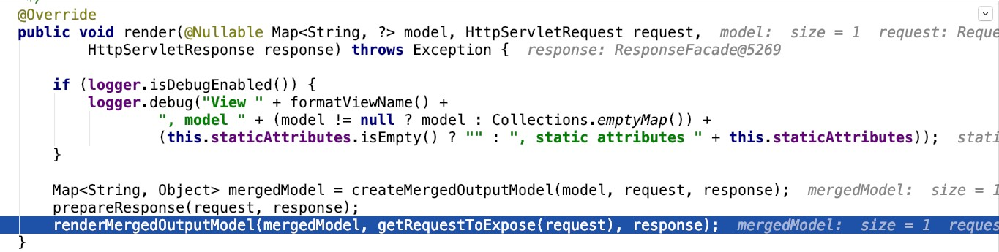 @Override
public void render(@Nullable Map<String, ?> model, HttpServletRequest request,  model:  size = 1  request: Reque
        HttpServletResponse response) throws Exception {  response: ResponseFacade@5269
    if (logger.isDebugEnabled()) {
        logger.debug("View " + formatViewName() +
                ", model " + (model != null ? model : Collections.emptyMap()) +
                (this.staticAttributes.isEmpty() ? "" : ", static attributes " + this.staticAttributes));  stati
    }
    Map<String, Object> mergedModel = createMergedOutputModel(model, request, response);  mergedModel:  size = 1
    prepareResponse(request, response);
    renderMergedOutputModel(mergedModel, getRequestToExpose(request), response);  mergedModel:  size = 1  reques
}